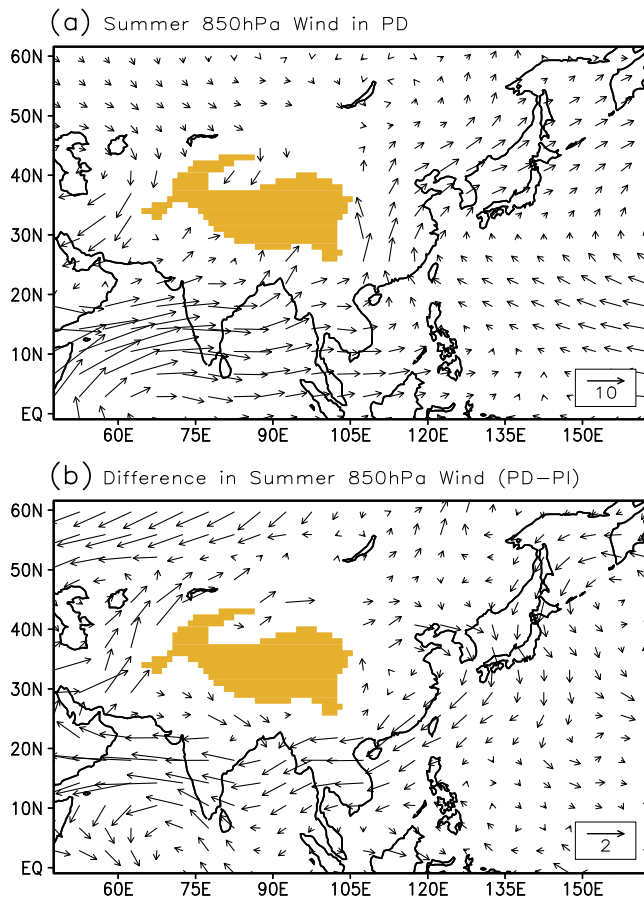 (a) Summer 850hPa Wind in PD
60N
50N
40N
30N
20N
10N
EQ
10
60E 75E 90E 105E 120E 135E 150E
(b) Difference in Summer 850hPa Wind (PD−PI)
60N
50N
40N
30N
20N
10N
EQ
2
60E 75E 90E 105E 120E 135E 150E